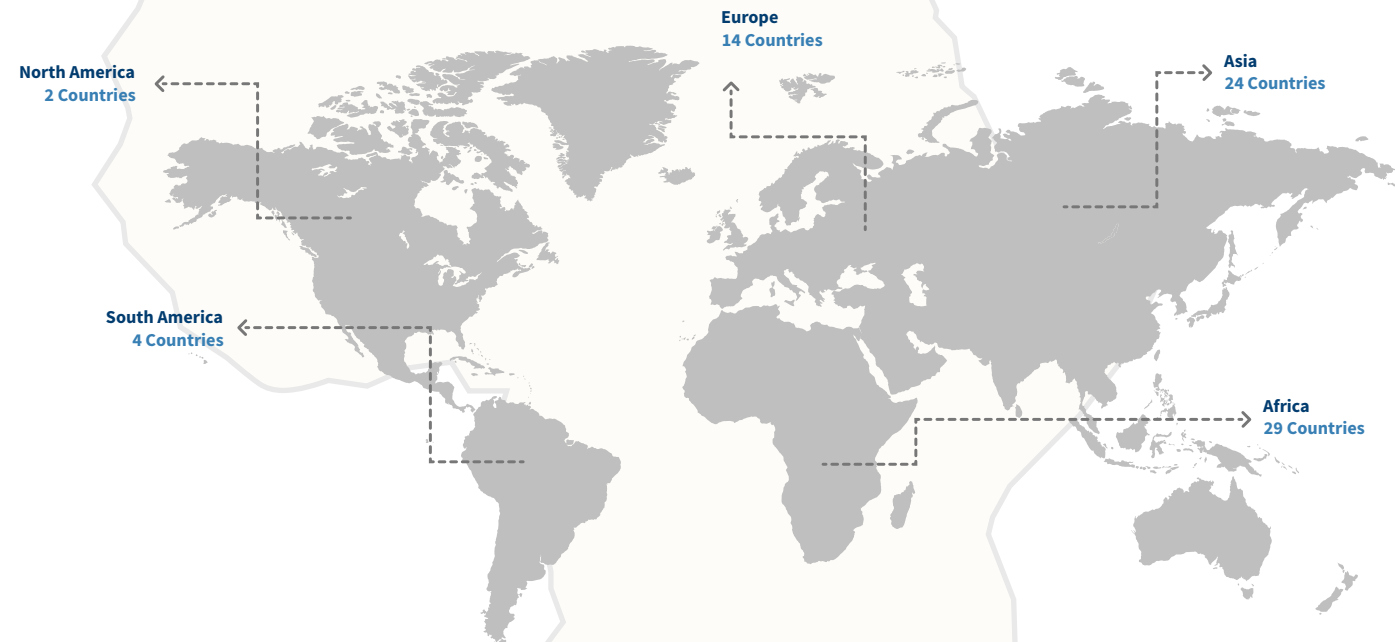 Europe
14 Countries
North America
2 Countries
Asia
24 Countries
South America
4 Countries
Africa
29 Countries